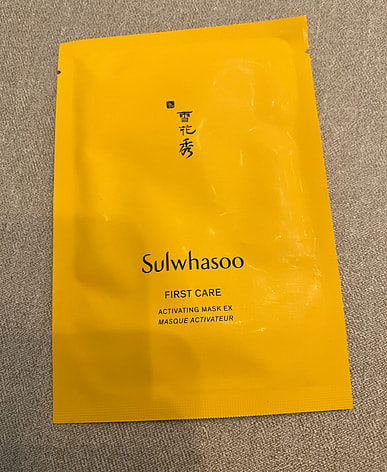 雪花秀
Sulwhasoo
FIRST CARE
ACTIVATING MASK EX
MASQUE ACTIVATEUR